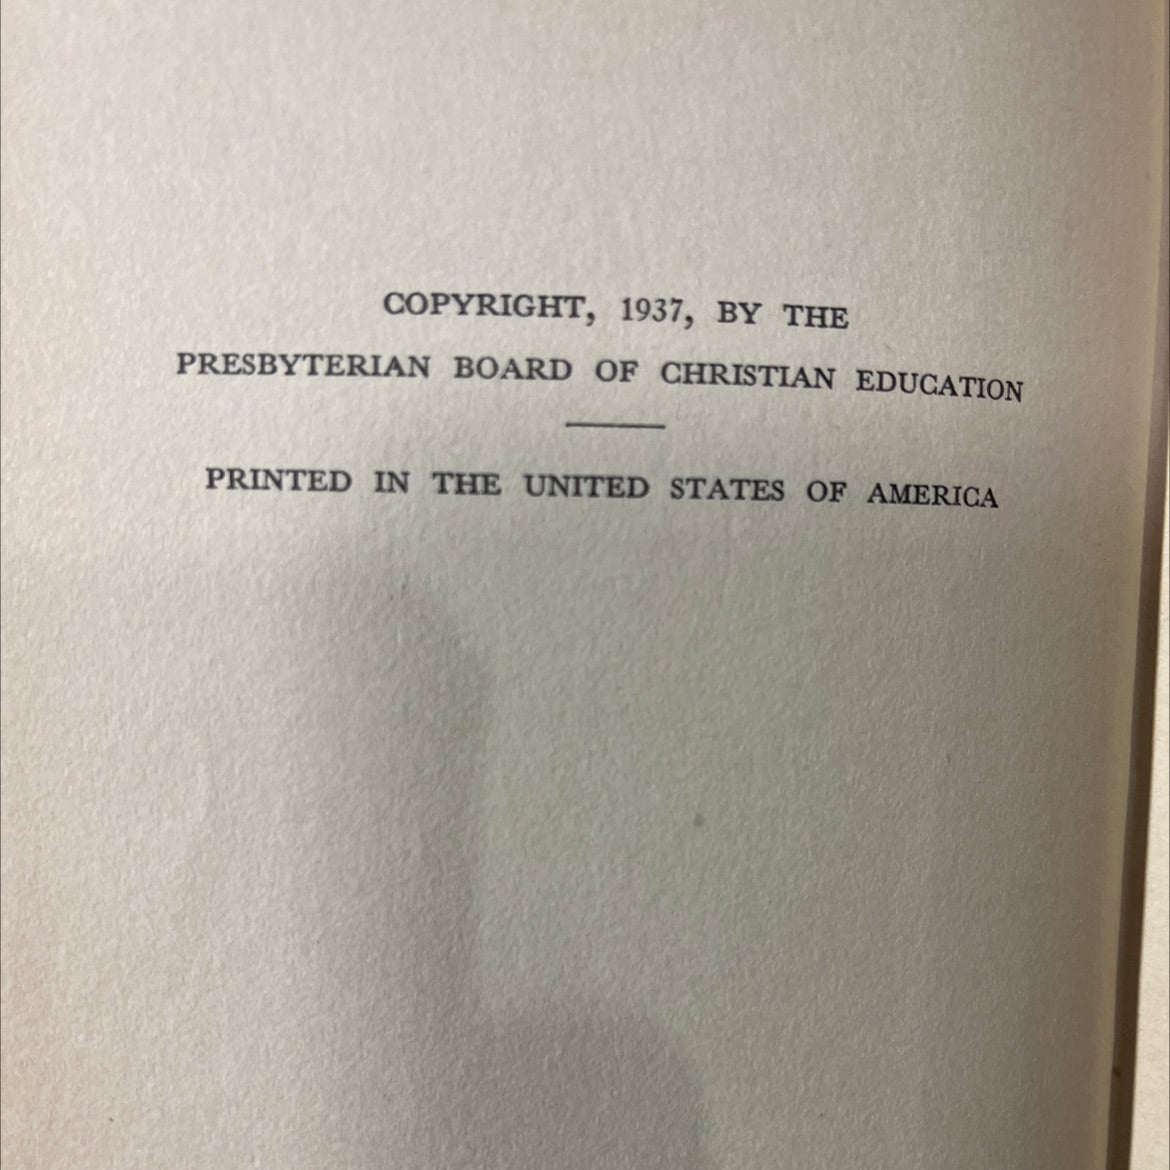 COPYRIGHT, 1937, BY THE
PRESBYTERIAN BOARD OF CHRISTIAN EDUCATION
PRINTED IN THE UNITED STATES OF AMERICA